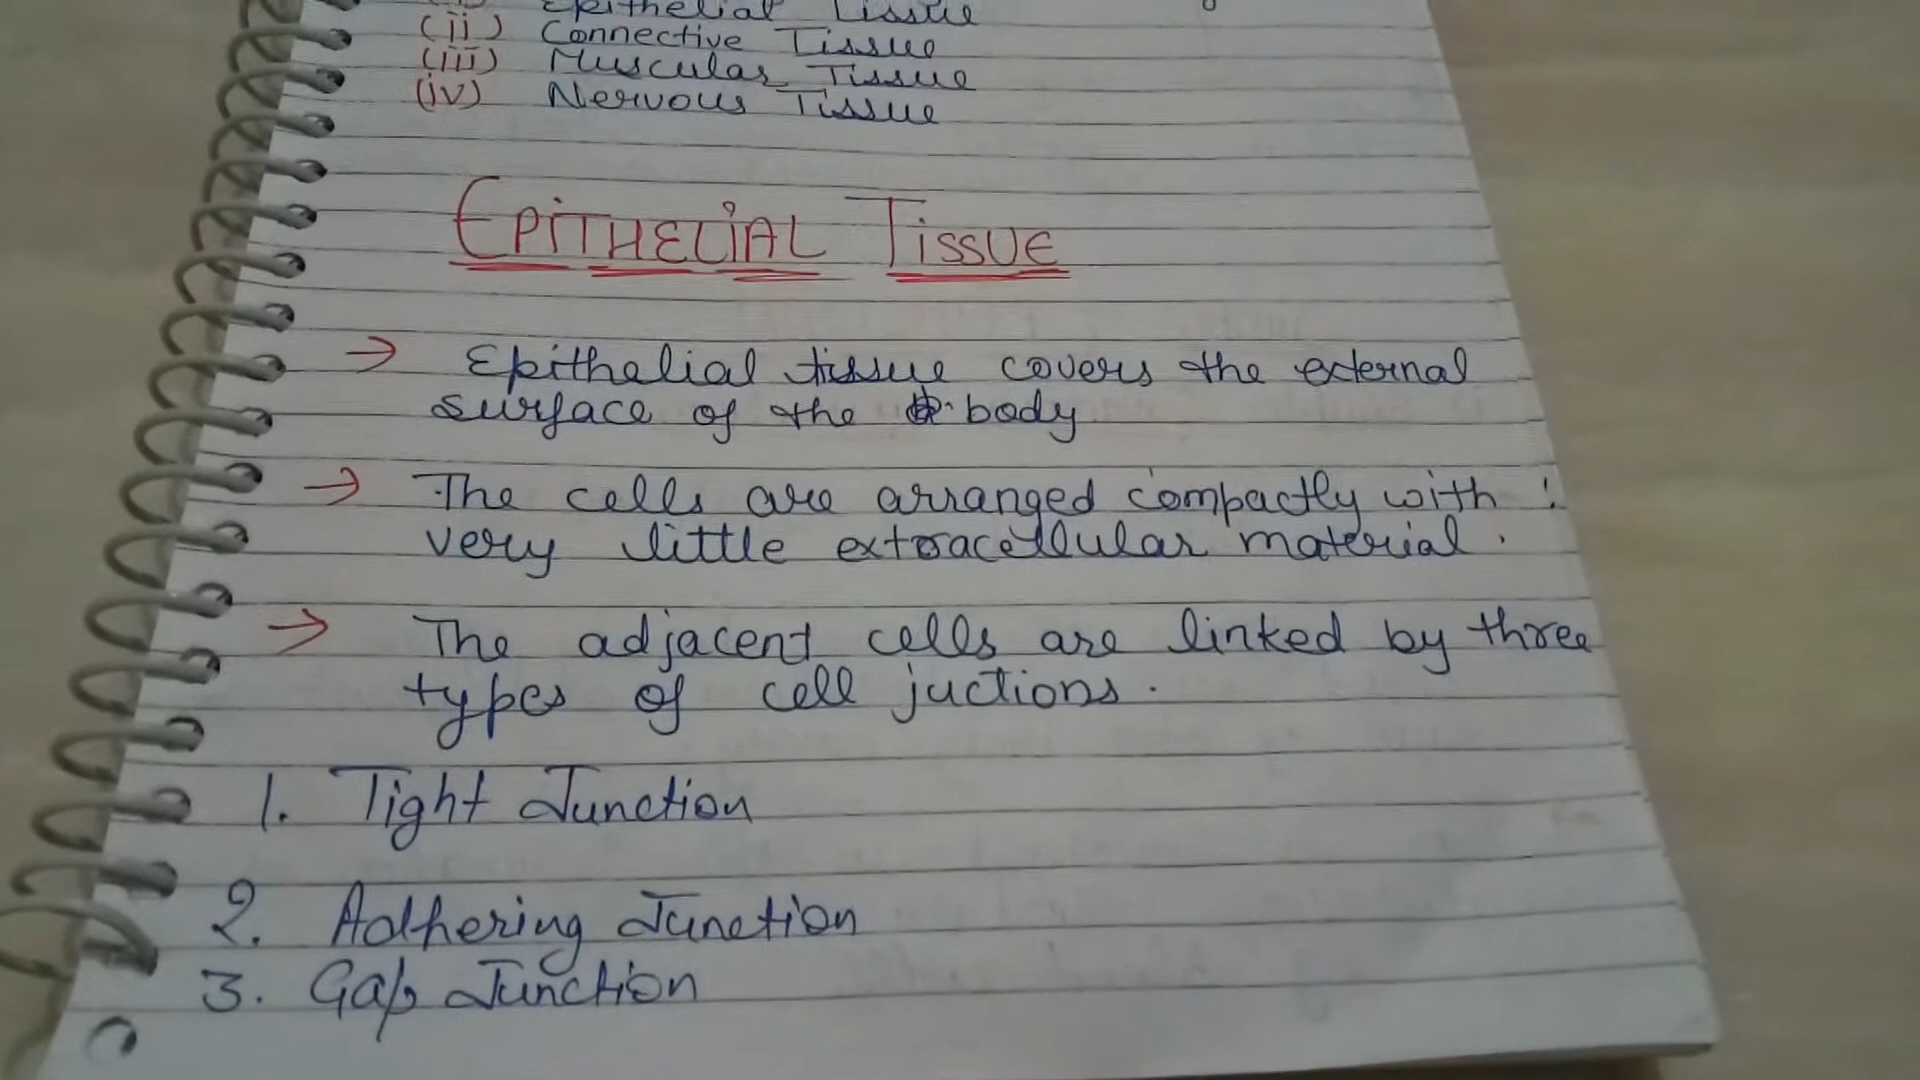 Epithelial Tissue
(ii) Connective Tissue
(iii) Muscular Tissue
(iv) Nervous Tissue
EPITHELIAL TISSUE
→ Epithelial tissue covers the external
surface of the body
→ The cells are arranged compactly with
very little extracellular material.
→ The adjacent cells are linked by three
types of cell juctions.
1. Tight Junction
2. Adhering Junction
3. Gap Junction